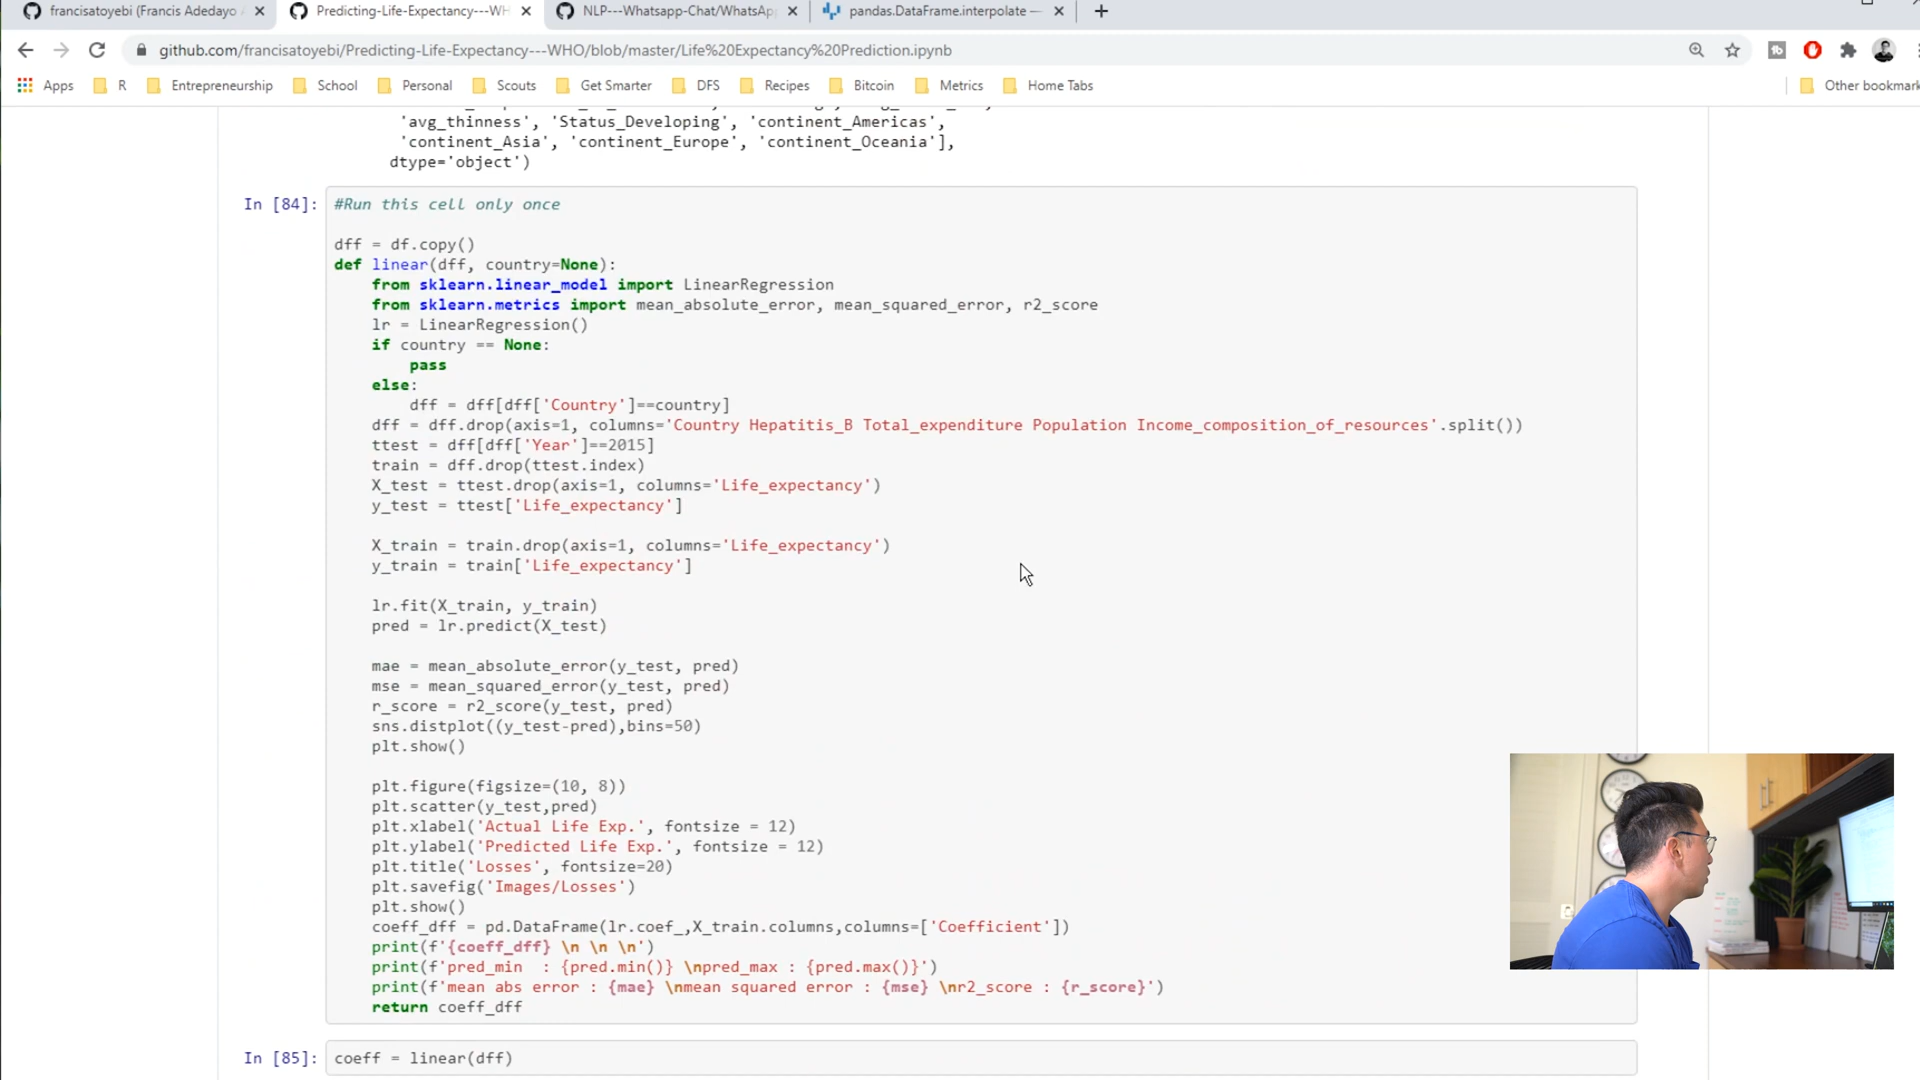 francisatoyebi (Francis Adedayo
Predicting-Life-Expectancy---WH
NLP---Whatsapp-Chat/WhatsAp
pandas.DataFrame.interpolate —
github.com/francisatoyebi/Predicting-Life-Expectancy---WHO/blob/master/Life%20Expectancy%20Prediction.ipynb
Apps
R
Entrepreneurship
School
Personal
Scouts
Get Smarter
DFS
Recipes
Bitcoin
Metrics
Home Tabs
Other bookmark
'avg_thinness', 'Status_Developing', 'continent_Americas',
'continent_Asia', 'continent_Europe', 'continent_Oceania'],
dtype='object')
In [84]:
#Run this cell only once
dff = df.copy()
def linear(dff, country=None):
from sklearn.linear_model import LinearRegression
from sklearn.metrics import mean_absolute_error, mean_squared_error, r2_score
lr = LinearRegression()
if country == None:
pass
else:
dff = dff[dff['Country']==country]
dff = dff.drop(axis=1, columns='Country Hepatitis_B Total_expenditure Population Income_composition_of_resources'.split())
ttest = dff[dff['Year']==2015]
train = dff.drop(ttest.index)
X_test = ttest.drop(axis=1, columns='Life_expectancy')
y_test = ttest['Life_expectancy']
X_train = train.drop(axis=1, columns='Life_expectancy')
y_train = train['Life_expectancy']
lr.fit(X_train, y_train)
pred = lr.predict(X_test)
mae = mean_absolute_error(y_test, pred)
mse = mean_squared_error(y_test, pred)
r_score = r2_score(y_test, pred)
sns.distplot((y_test-pred),bins=50)
plt.show()
plt.figure(figsize=(10, 8))
plt.scatter(y_test,pred)
plt.xlabel('Actual Life Exp.', fontsize = 12)
plt.ylabel('Predicted Life Exp.', fontsize = 12)
plt.title('Losses', fontsize=20)
plt.savefig('Images/Losses')
plt.show()
coeff_dff = pd.DataFrame(lr.coef_,X_train.columns,columns=['Coefficient'])
print(f'{coeff_dff} \n \n \n')
print(f'pred_min  : {pred.min()} \npred_max : {pred.max()}')
print(f'mean abs error : {mae} \nmean squared error : {mse} \nr2_score : {r_score}')
return coeff_dff
In [85]:
coeff = linear(dff)